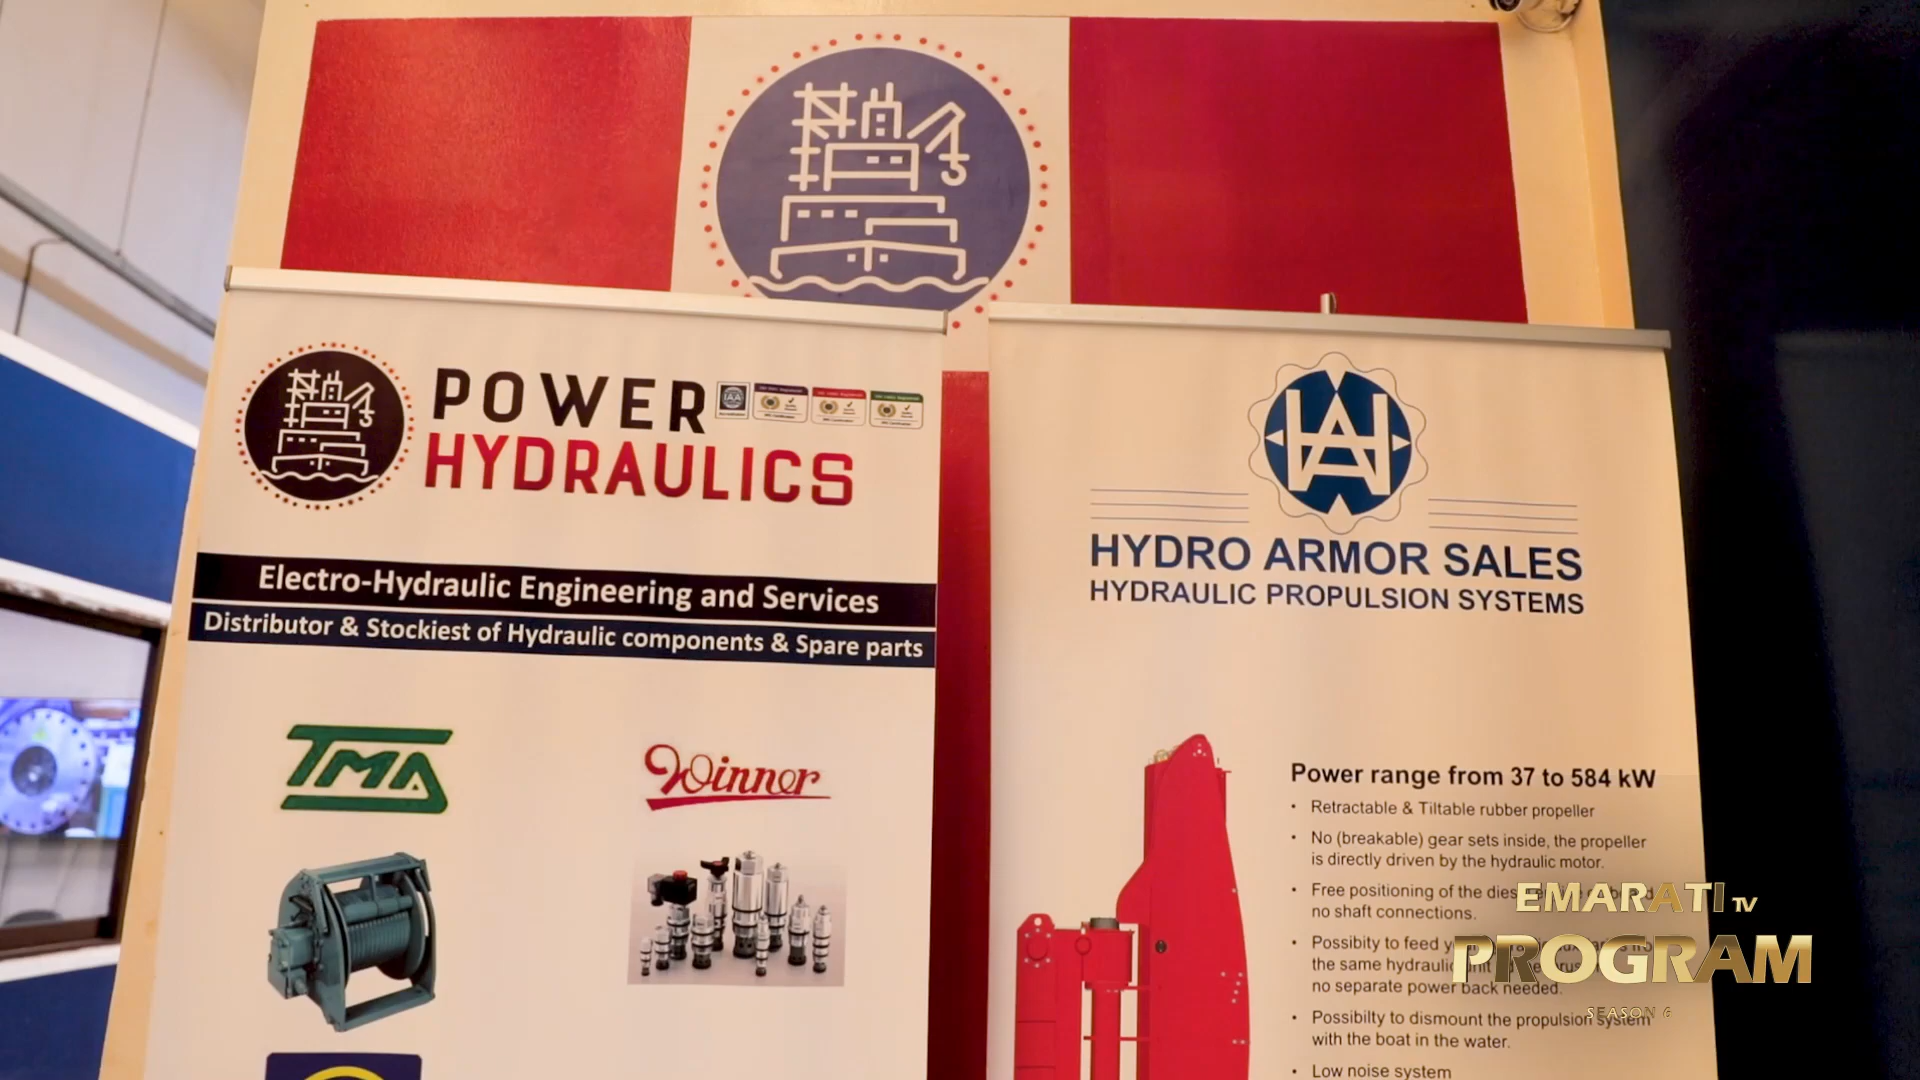 POWER
HYDRAULICS
IAA
Electro-Hydraulic Engineering and Services
Distributor & Stockiest of Hydraulic components & Spare parts
TMA
Winner
HYDRO ARMOR SALES
HYDRAULIC PROPULSION SYSTEMS
Power range from 37 to 584 kW
• Retractable & Tiltable rubber propeller
• No (breakable) gear sets inside, the propeller
is directly driven by the hydraulic motor.
• Free positioning of the
no shaft connections.
• Possibity to feed
the same hydraulic
no separate power back needed.
• Possibilty to dismount the propulsion system
with the boat in the water.
• Low noise system
EMARATI TV
PROGRAM
SEASON 6